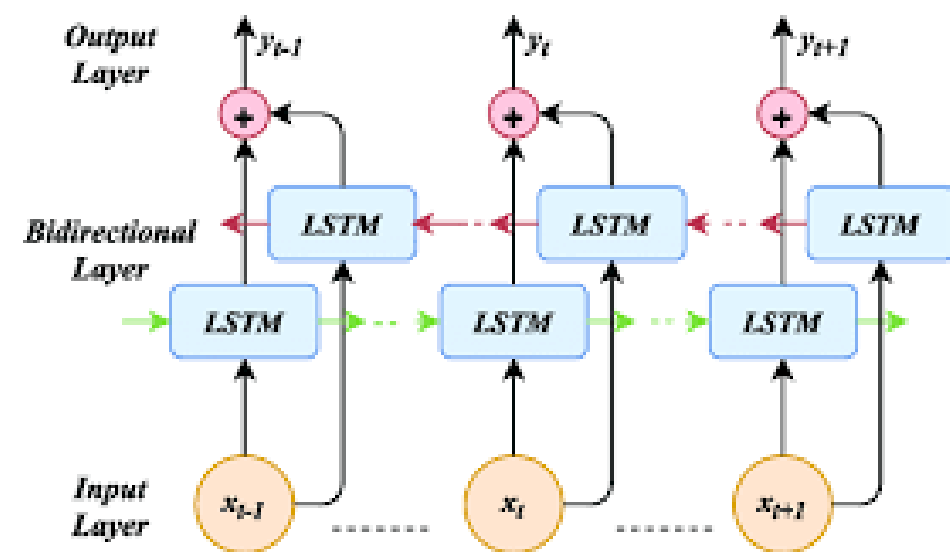 Output
Layer
y_{t-1}
y_t
y_{t+1}
+
+
+
Bidirectional
Layer
LSTM
LSTM
LSTM
LSTM
LSTM
LSTM
Input
Layer
x_{t-1}
x_t
x_{t+1}